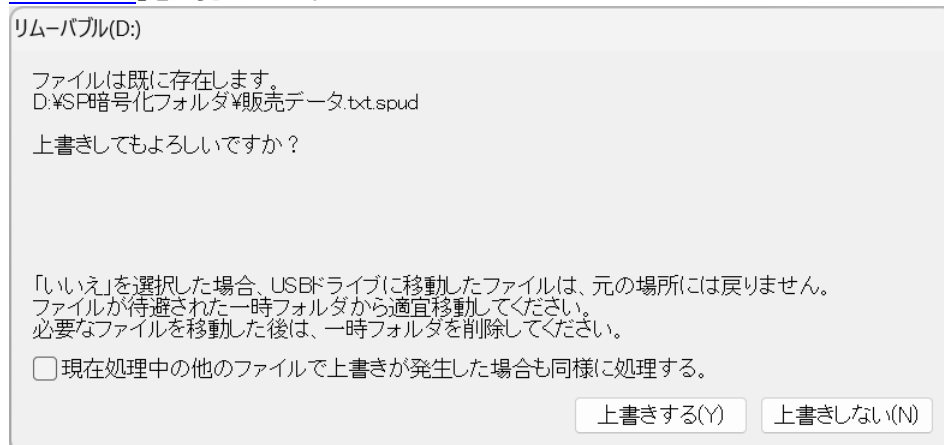 リムーバブル(D:)
ファイルは既に存在します。
D:¥SP暗号化フォルダ¥販売データ.txt.spud
上書きしてもよろしいですか？
「いいえ」を選択した場合、USBドライブに移動したファイルは、元の場所には戻りません。
ファイルが待避された一時フォルダから適宜移動してください。
必要なファイルを移動した後は、一時フォルダを削除してください。
現在処理中の他のファイルで上書きが発生した場合も同様に処理する。
上書きする(Y) 上書きしない(N)